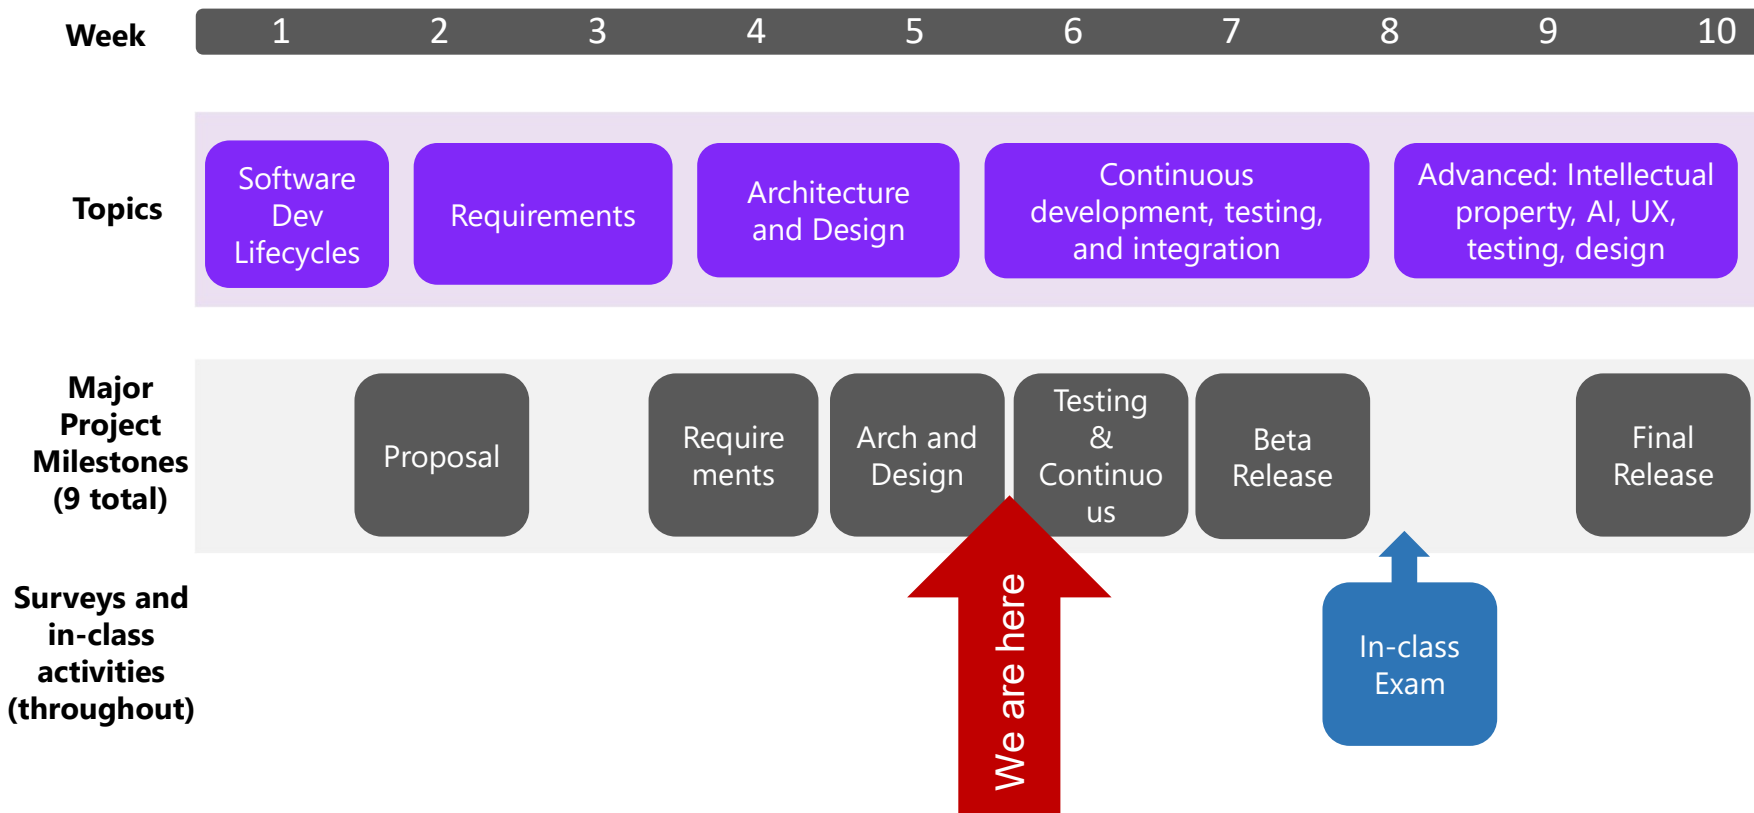 Week
1 2 3 4 5 6 7 8 9 10
Topics
Software
Dev
Lifecycles
Requirements
Architecture
and Design
Continuous
development, testing,
and integration
Advanced: Intellectual
property, AI, UX,
testing, design
Major
Project
Milestones
(9 total)
Proposal
Require
ments
Arch and
Design
Testing
&
Continuo
us
Beta
Release
Final
Release
Surveys and
in-class
activities
(throughout)
We are here
In-class
Exam